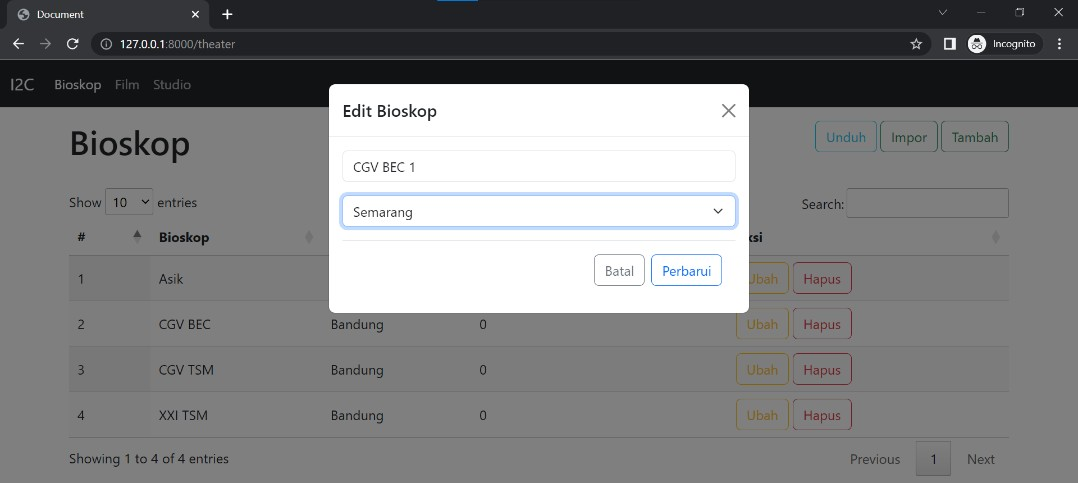 Document
127.0.0.1:8000/theater
Incognito
I2C Bioskop Film Studio
Edit Bioskop
Bioskop
Unduh Impor Tambah
CGV BEC 1
Show 10 entries
Search:
Semarang
# Bioskop ksi
Batal Perbarui
1 Asik Ubah Hapus
2 CGV BEC Bandung 0 Ubah Hapus
3 CGV TSM Bandung 0 Ubah Hapus
4 XXI TSM Bandung 0 Ubah Hapus
Showing 1 to 4 of 4 entries
Previous 1 Next